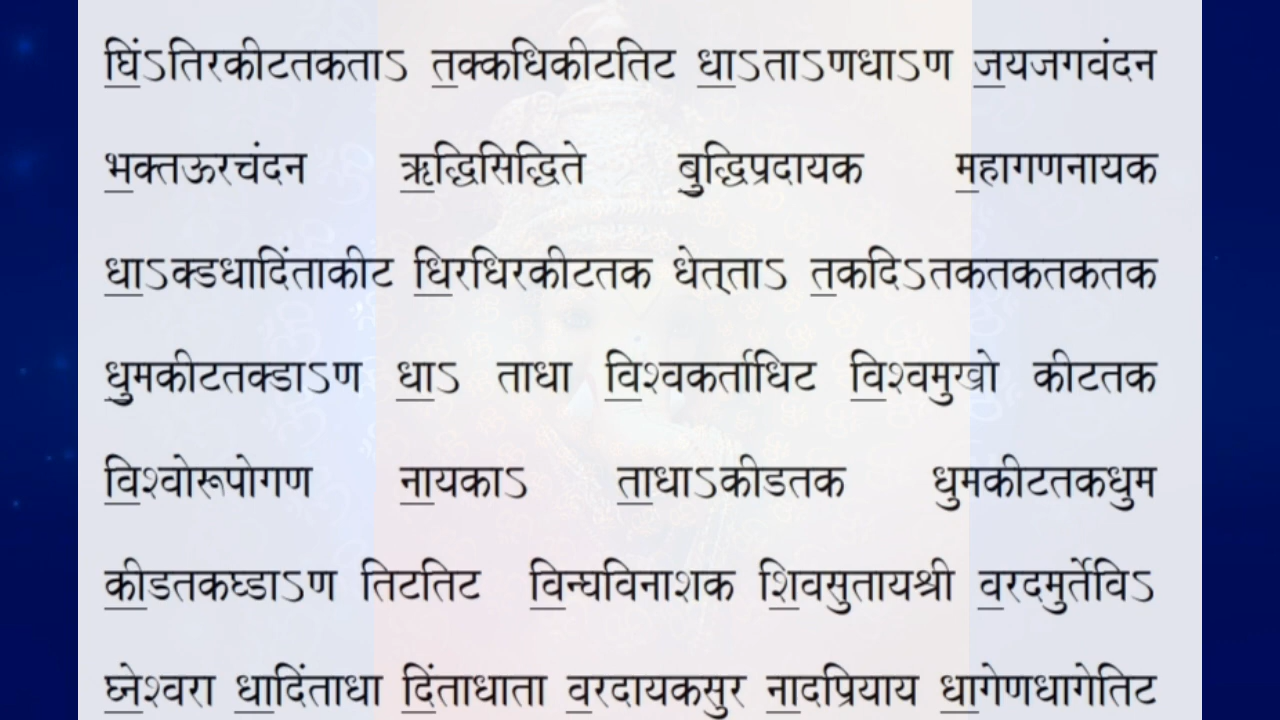 घिंऽतिरकीटतकताऽ तक्कधिकीटतिट धाऽताऽणधाऽण जयजगवंदन
भक्तऊरचंदन ऋद्धिसिद्धिते बुद्धिप्रदायक महागणनायक
धाऽक्डधादिंताकीट धिरधिरकीटतक धेत्‌ताऽ तकदिऽतकतकतकतक
धुमकीटतक्डाऽण धाऽ ताधा विश्वकर्ताधिट विश्वमुखो कीटतक
विश्वोरूपोगण नायकाऽ ताधाऽकीडतक धुमकीटतकधुम
कीडतकघ्डाऽण तिटतिट विन्घविनाशक शिवसुतायश्री वरदमुर्तेविऽ
घ्नेश्वरा धादिंताधा दिंताधाता वरदायकसुर नादप्रियाय धागेणधागेतिट